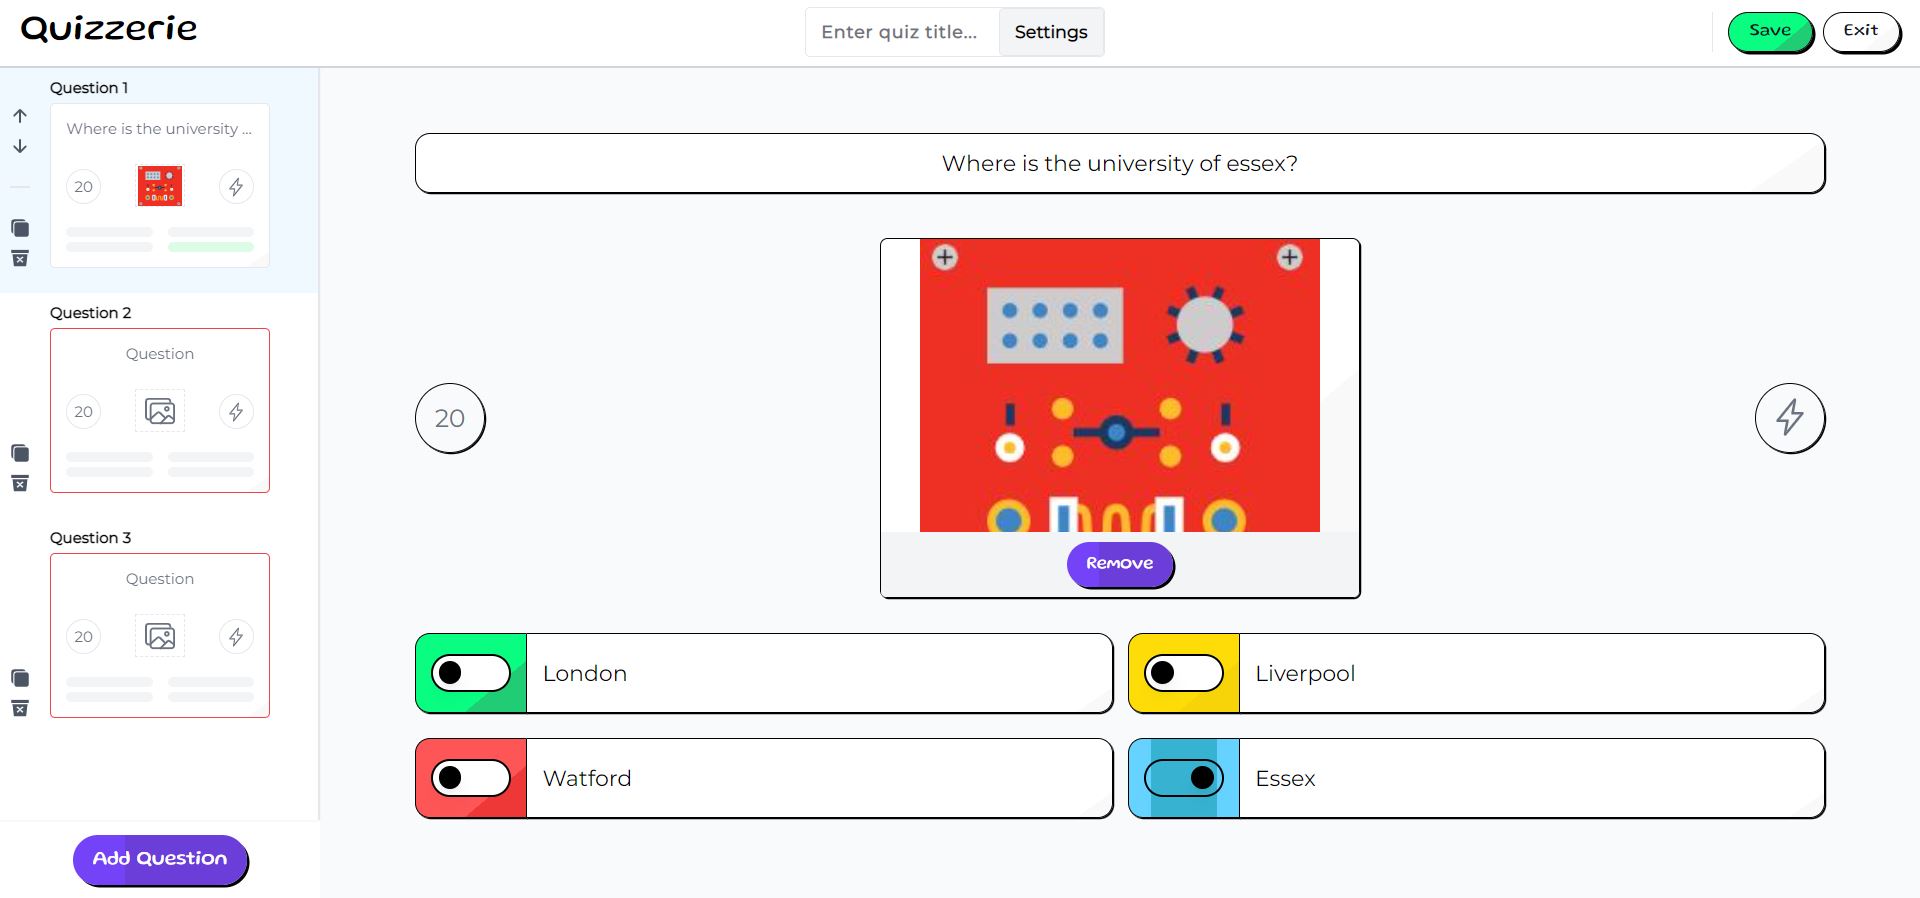 Quizzerie
Enter quiz title...
Settings
Save
Exit
Question 1
Where is the university ...
20
Question 2
Question
20
Question 3
Question
20
Add Question
Where is the university of essex?
20
Remove
London
Liverpool
Watford
Essex